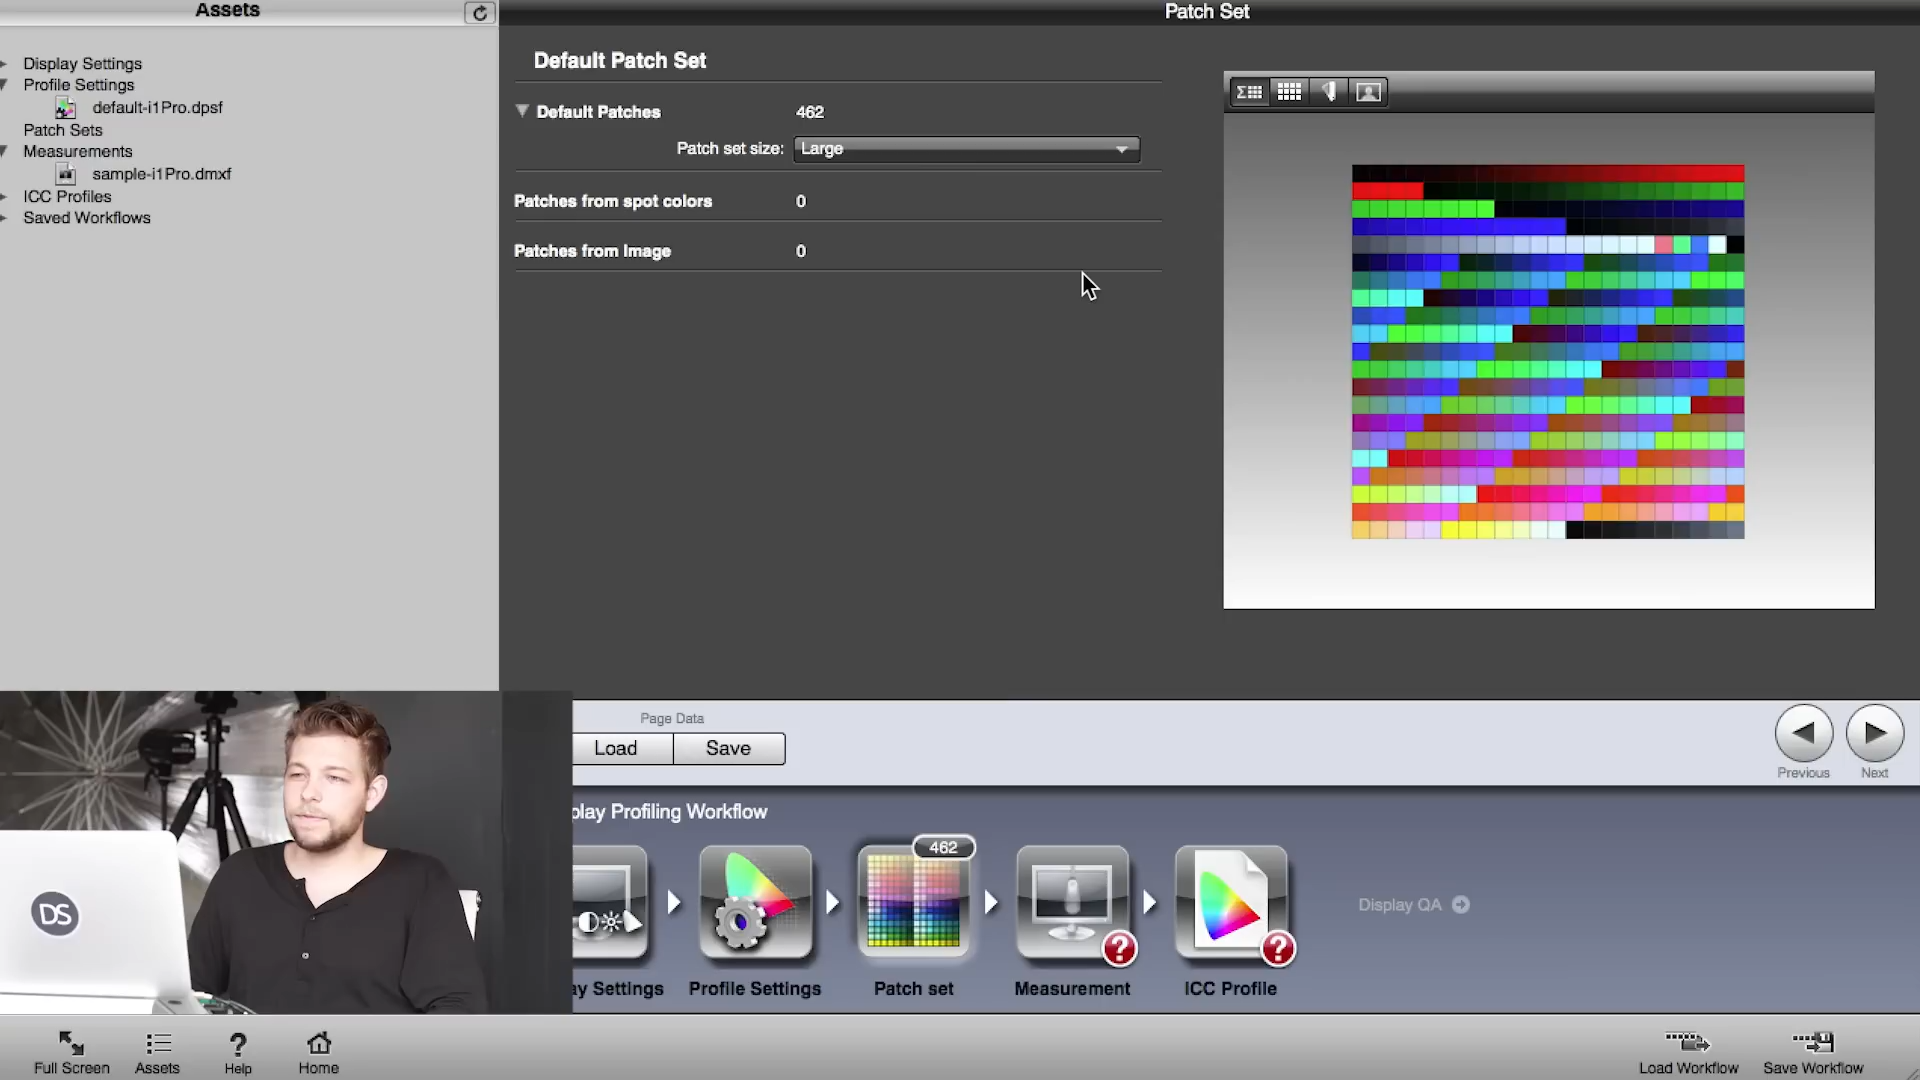 Assets
Patch Set
Display Settings
Profile Settings
default-i1Pro.dpsf
Patch Sets
Measurements
sample-i1Pro.dmxf
ICC Profiles
Saved Workflows
Default Patch Set
Default Patches 462
Patch set size: Large
Patches from spot colors 0
Patches from Image 0
Page Data
Load Save
Previous Next
play Profiling Workflow
462
Display QA
ay Settings Profile Settings Patch set Measurement ICC Profile
DS
Full Screen Assets Help Home
Load Workflow Save Workflow